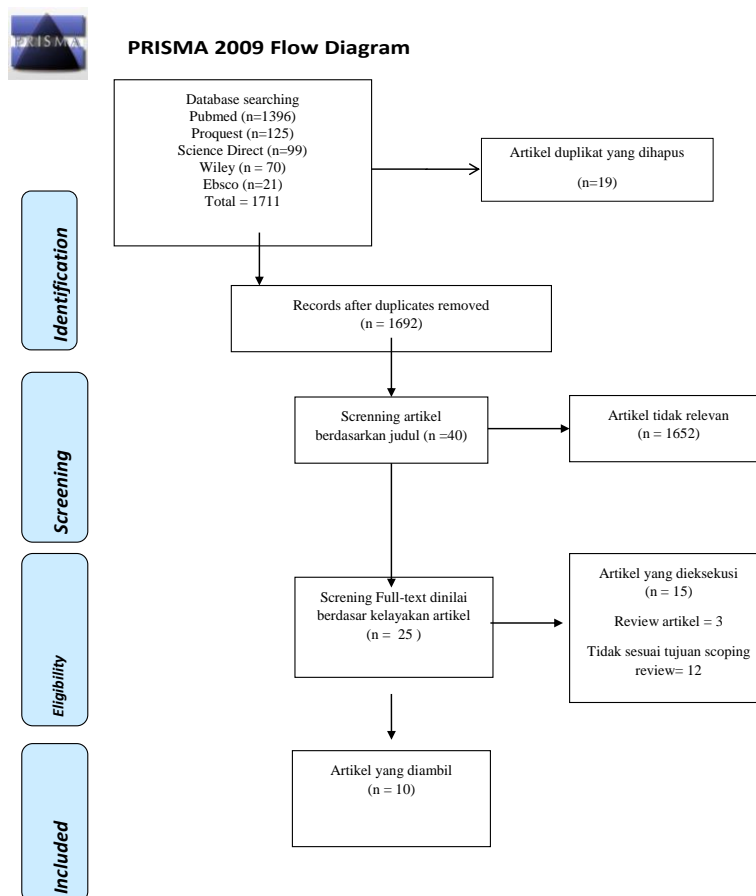 PRISMA
PRISMA 2009 Flow Diagram
Database searching
Pubmed (n=1396)
Proquest (n=125)
Science Direct (n=99)
Wiley (n = 70)
Ebsco (n=21)
Total = 1711
Artikel duplikat yang dihapus
(n=19)
Identification
Records after duplicates removed
(n = 1692)
Screening
Screnning artikel
berdasarkan judul (n =40)
Artikel tidak relevan
(n = 1652)
Eligibility
Screning Full-text dinilai
berdasar kelayakan artikel
(n = 25 )
Artikel yang dieksekusi
(n = 15)
Review artikel = 3
Tidak sesuai tujuan scoping
review= 12
Included
Artikel yang diambil
(n = 10)